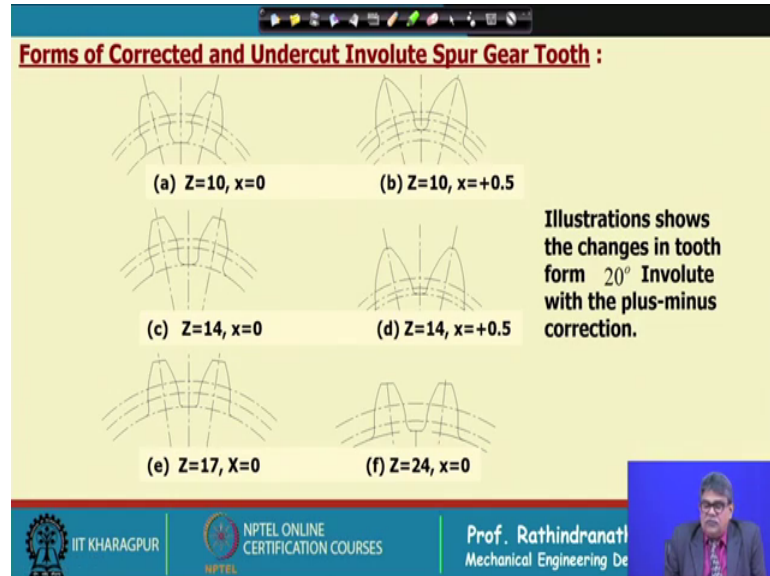 Forms of Corrected and Undercut Involute Spur Gear Tooth :
(a) Z=10, x=0
(b) Z=10, x=+0.5
(c) Z=14, x=0
(d) Z=14, x=+0.5
(e) Z=17, X=0
(f) Z=24, x=0
Illustrations shows
the changes in tooth
form 20° Involute
with the plus-minus
correction.
IIT KHARAGPUR
NPTEL
NPTEL ONLINE
CERTIFICATION COURSES
Prof. Rathindranath
Mechanical Engineering De